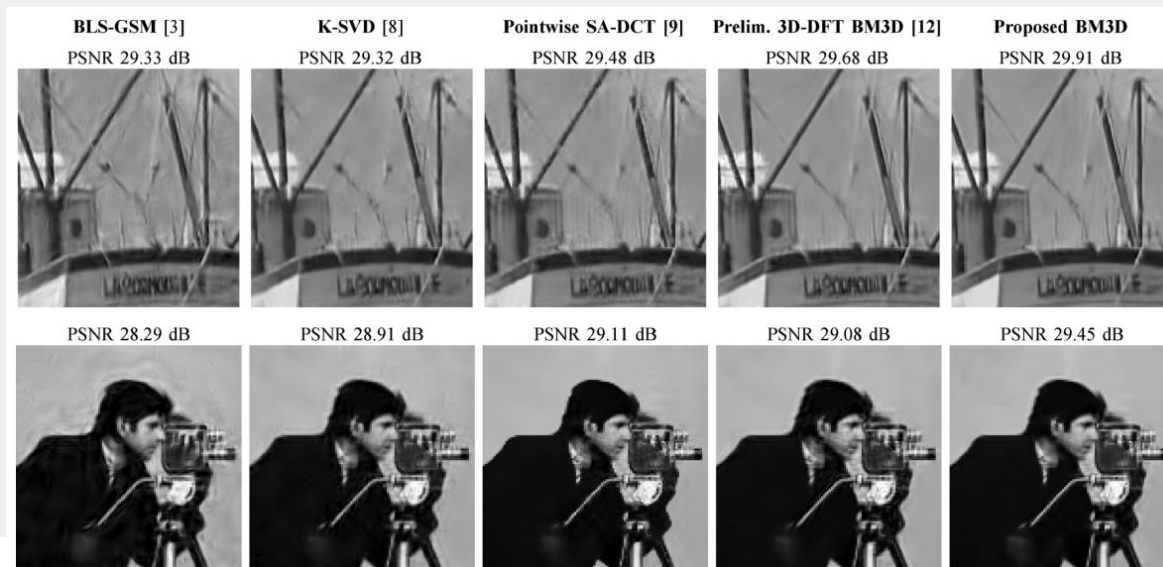 BLS-GSM [3] K-SVD [8] Pointwise SA-DCT [9] Prelim. 3D-DFT BM3D [12] Proposed BM3D
PSNR 29.33 dB PSNR 29.32 dB PSNR 29.48 dB PSNR 29.68 dB PSNR 29.91 dB
PSNR 28.29 dB PSNR 28.91 dB PSNR 29.11 dB PSNR 29.08 dB PSNR 29.45 dB